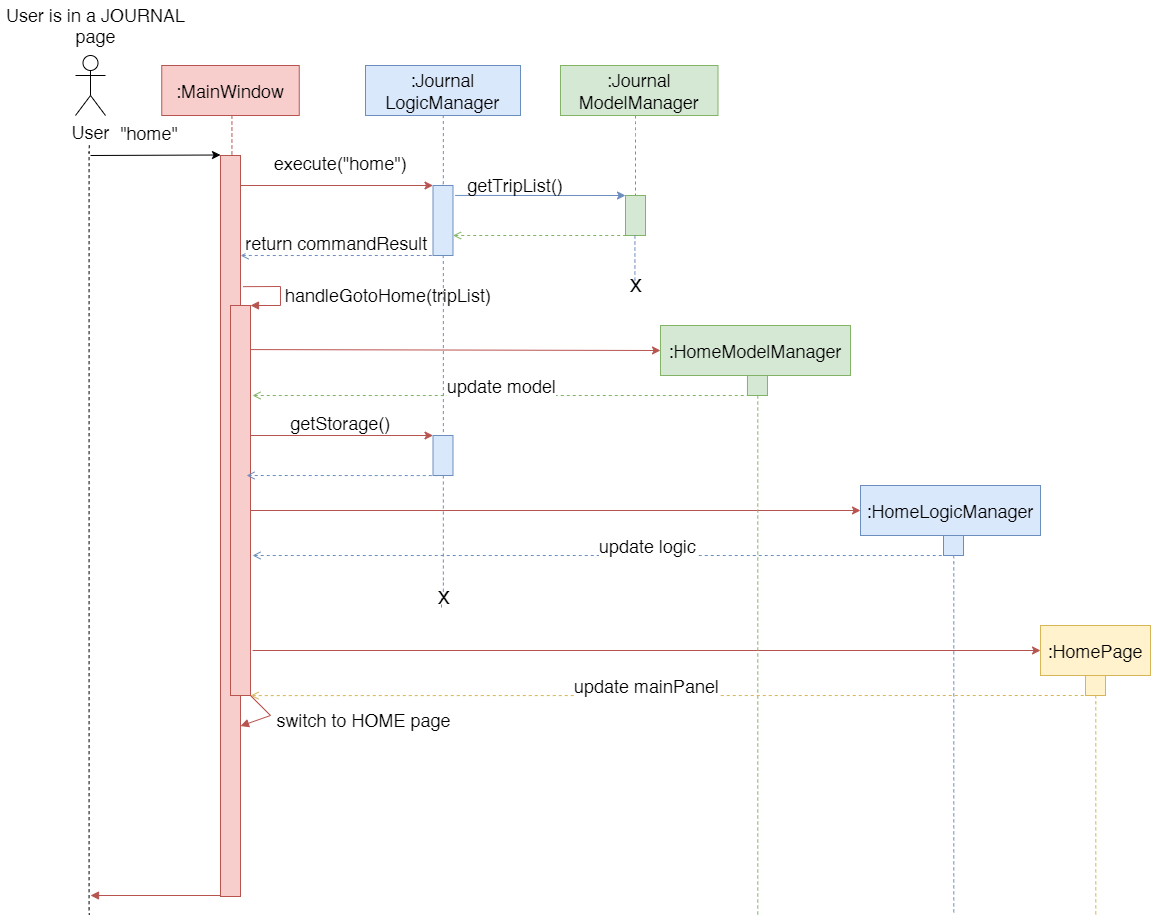 User is in a JOURNAL
page
:MainWindow
:Journal
LogicManager
:Journal
ModelManager
User
"home"
execute("home")
getTripList()
return commandResult
X
handleGotoHome(tripList)
:HomeModelManager
update model
getStorage()
:HomeLogicManager
update logic
X
:HomePage
update mainPanel
switch to HOME page